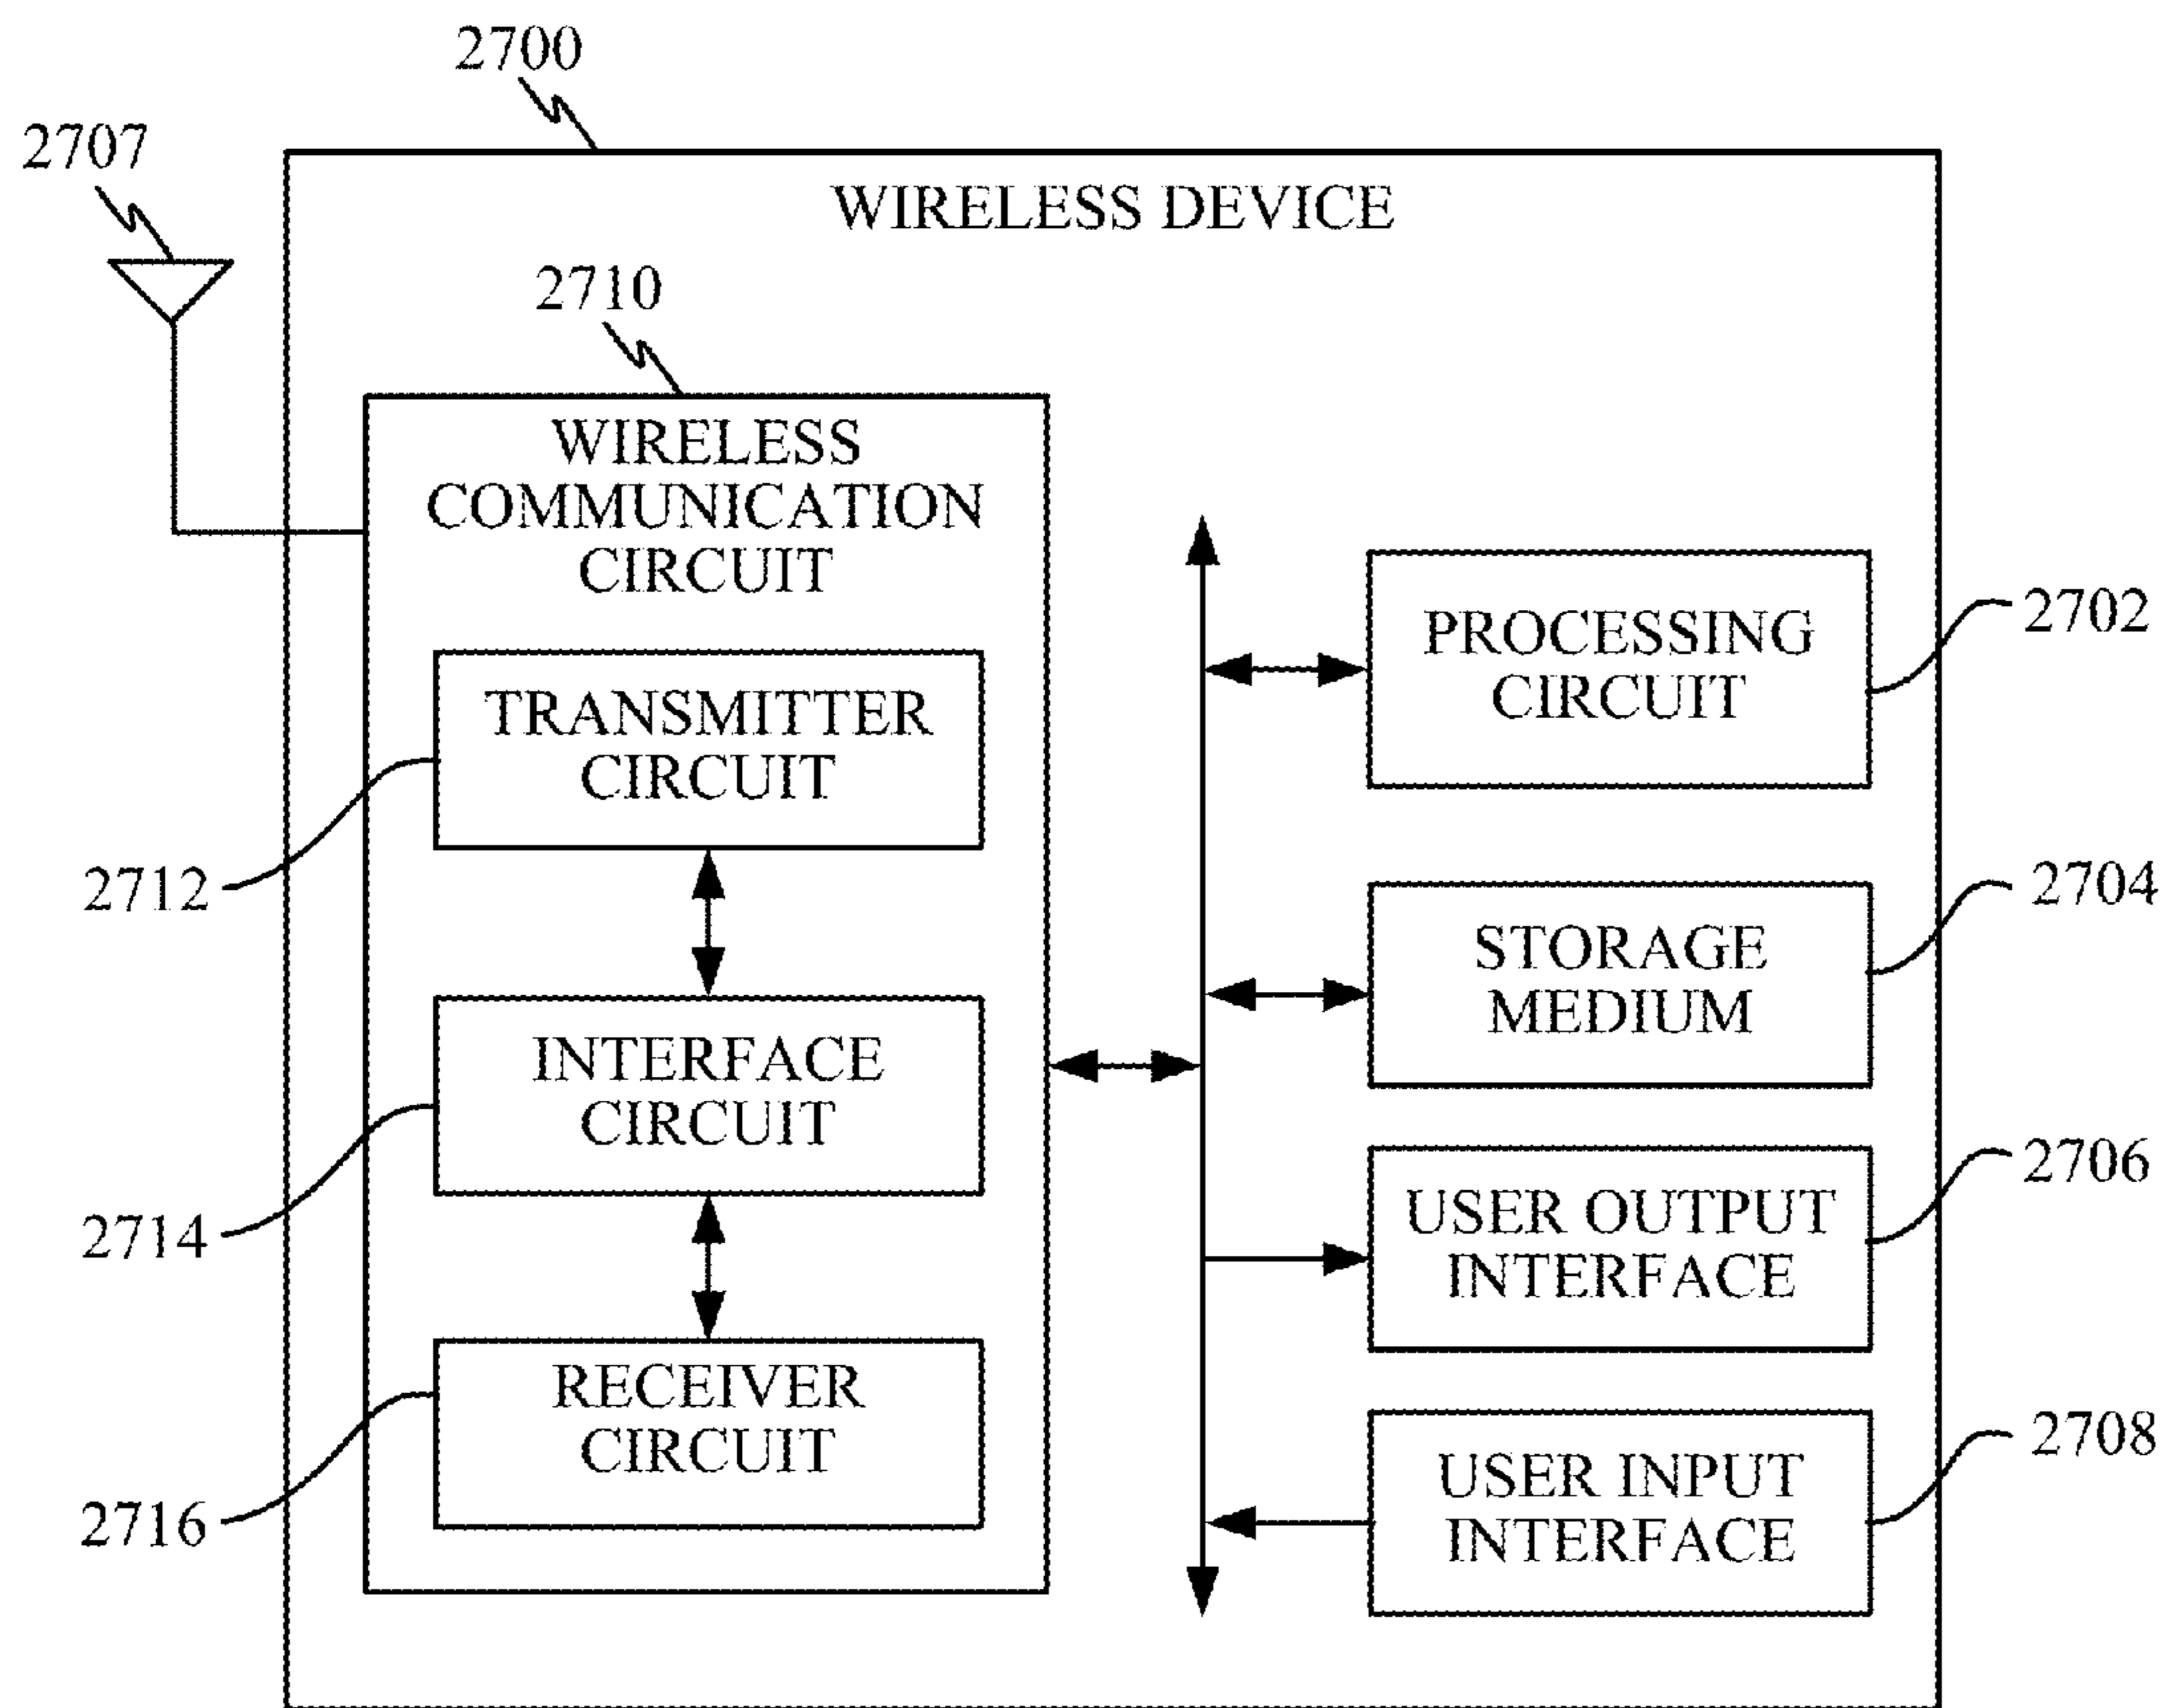 2700
2707
WIRELESS DEVICE
2710
WIRELESS
COMMUNICATION
CIRCUIT
TRANSMITTER
CIRCUIT
2712
INTERFACE
CIRCUIT
2714
RECEIVER
CIRCUIT
2716
PROCESSING
CIRCUIT
2702
STORAGE
MEDIUM
2704
USER OUTPUT
INTERFACE
2706
USER INPUT
INTERFACE
2708